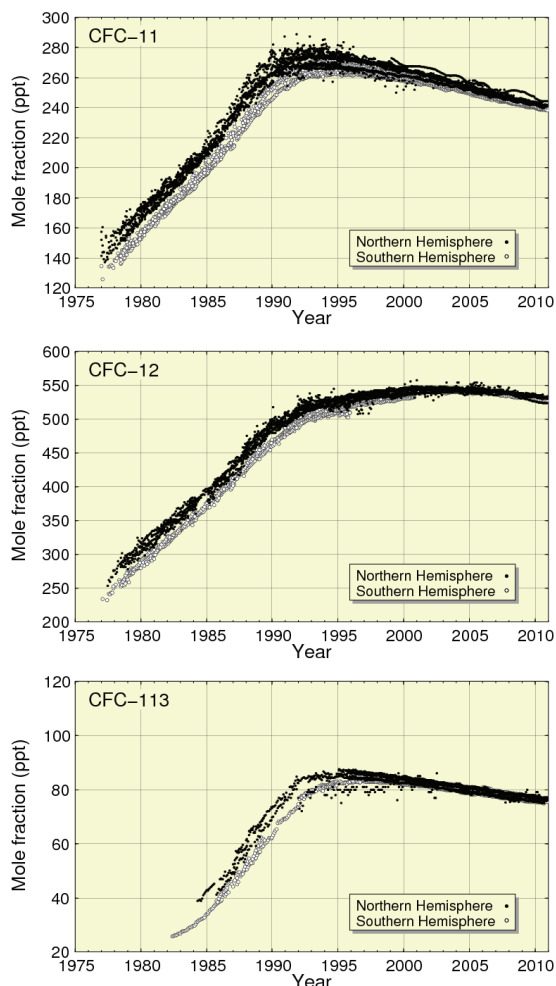 CFC-11
Mole fraction (ppt)
300
280
260
240
220
200
180
160
140
120
Northern Hemisphere
Southern Hemisphere
1975 1980 1985 1990 1995 2000 2005 2010
Year
CFC-12
Mole fraction (ppt)
600
550
500
450
400
350
300
250
200
Northern Hemisphere
Southern Hemisphere
1975 1980 1985 1990 1995 2000 2005 2010
Year
CFC-113
Mole fraction (ppt)
120
100
80
60
40
20
Northern Hemisphere
Southern Hemisphere
1975 1980 1985 1990 1995 2000 2005 2010
Year